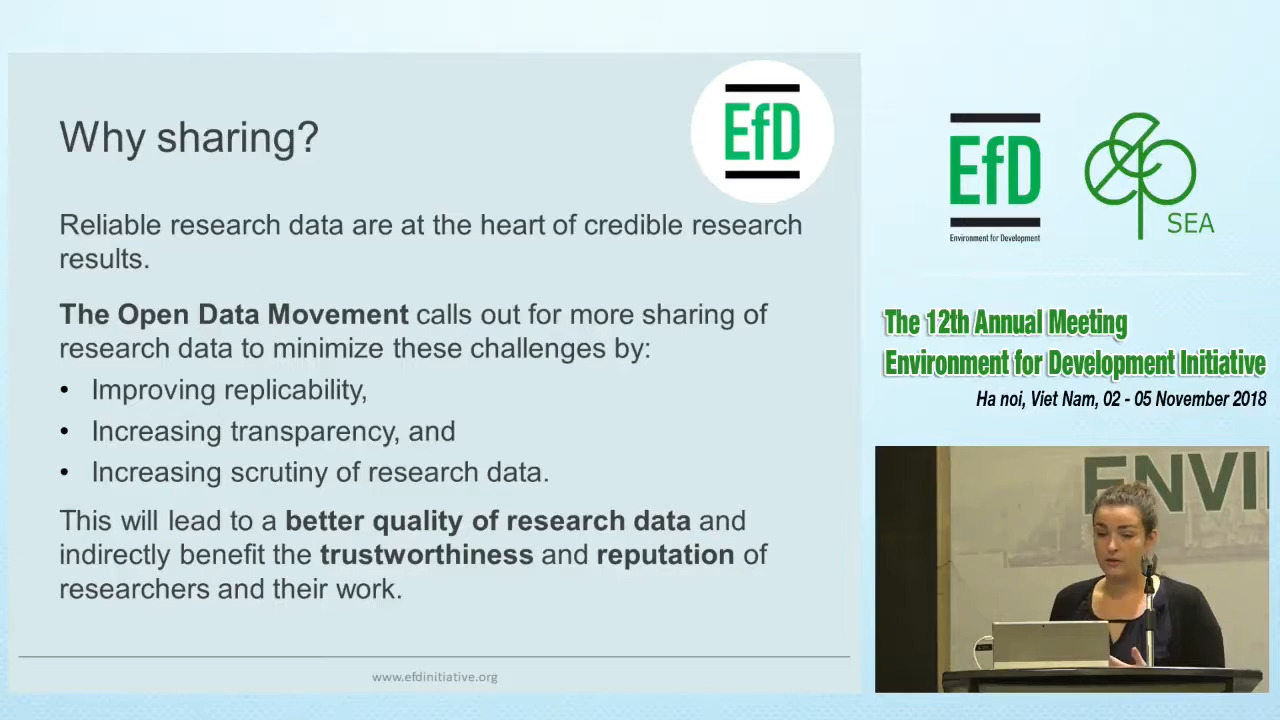 Why sharing?
EfD
Reliable research data are at the heart of credible research
results.
The Open Data Movement calls out for more sharing of
research data to minimize these challenges by:
• Improving replicability,
• Increasing transparency, and
• Increasing scrutiny of research data.
This will lead to a better quality of research data and
indirectly benefit the trustworthiness and reputation of
researchers and their work.
www.efdinitiative.org
EfD
Environment for Development
SEA
The 12th Annual Meeting
Environment for Development Initiative
Ha noi, Viet Nam, 02 - 05 November 2018
ENVI